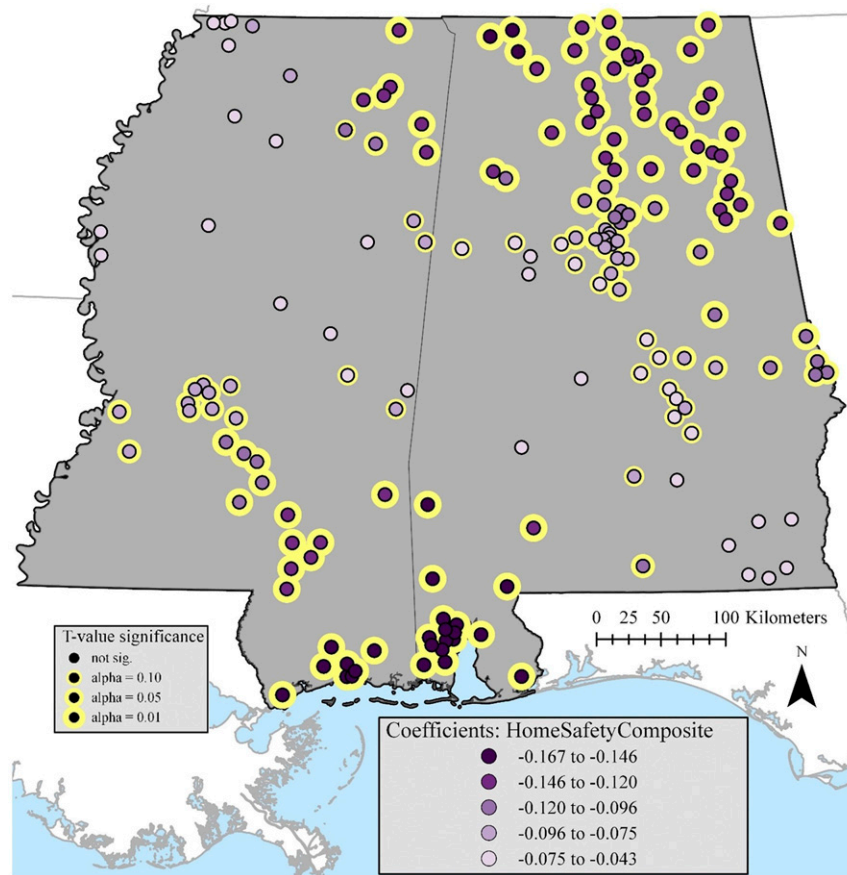 T-value significance
not sig.
alpha = 0.10
alpha = 0.05
alpha = 0.01
0 25 50 100 Kilometers
N
Coefficients: HomeSafetyComposite
-0.167 to -0.146
-0.146 to -0.120
-0.120 to -0.096
-0.096 to -0.075
-0.075 to -0.043